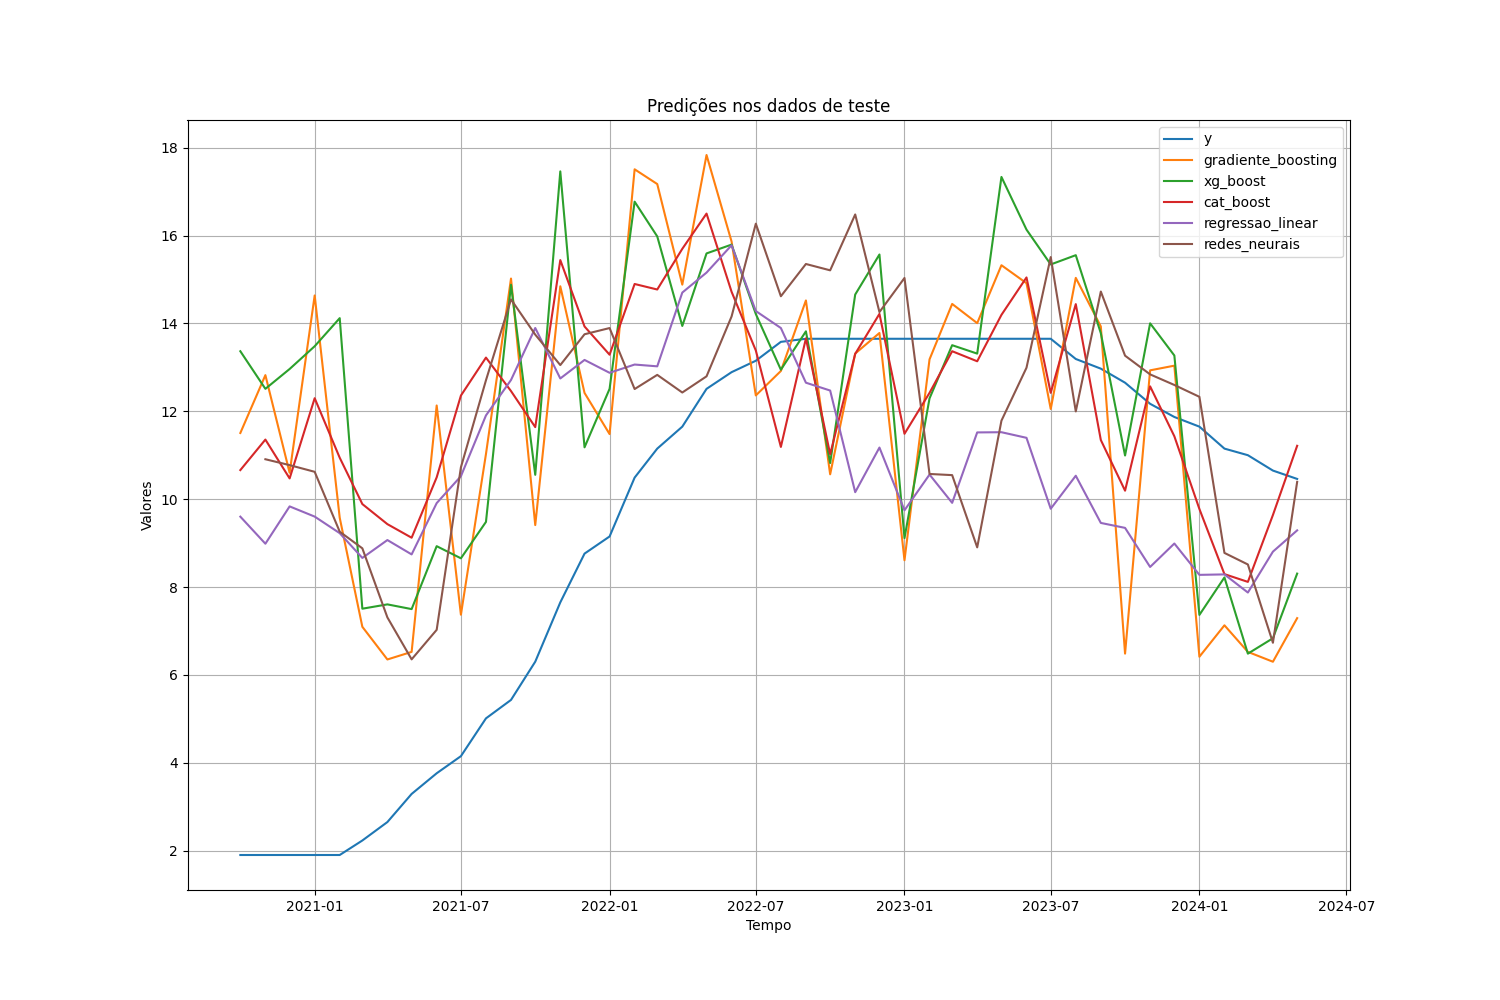 Predições nos dados de teste
y
gradiente_boosting
xg_boost
cat_boost
regressao_linear
redes_neurais
Valores
18
16
14
12
10
8
6
4
2
2021-01
2021-07
2022-01
2022-07
2023-01
2023-07
2024-01
2024-07
Tempo